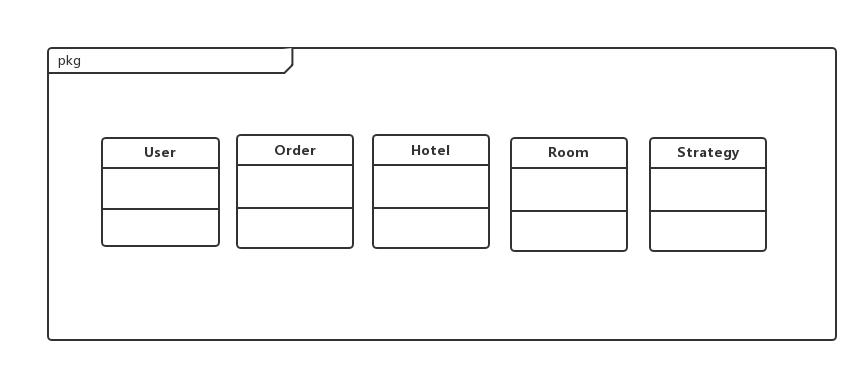 pkg
User
Order
Hotel
Room
Strategy